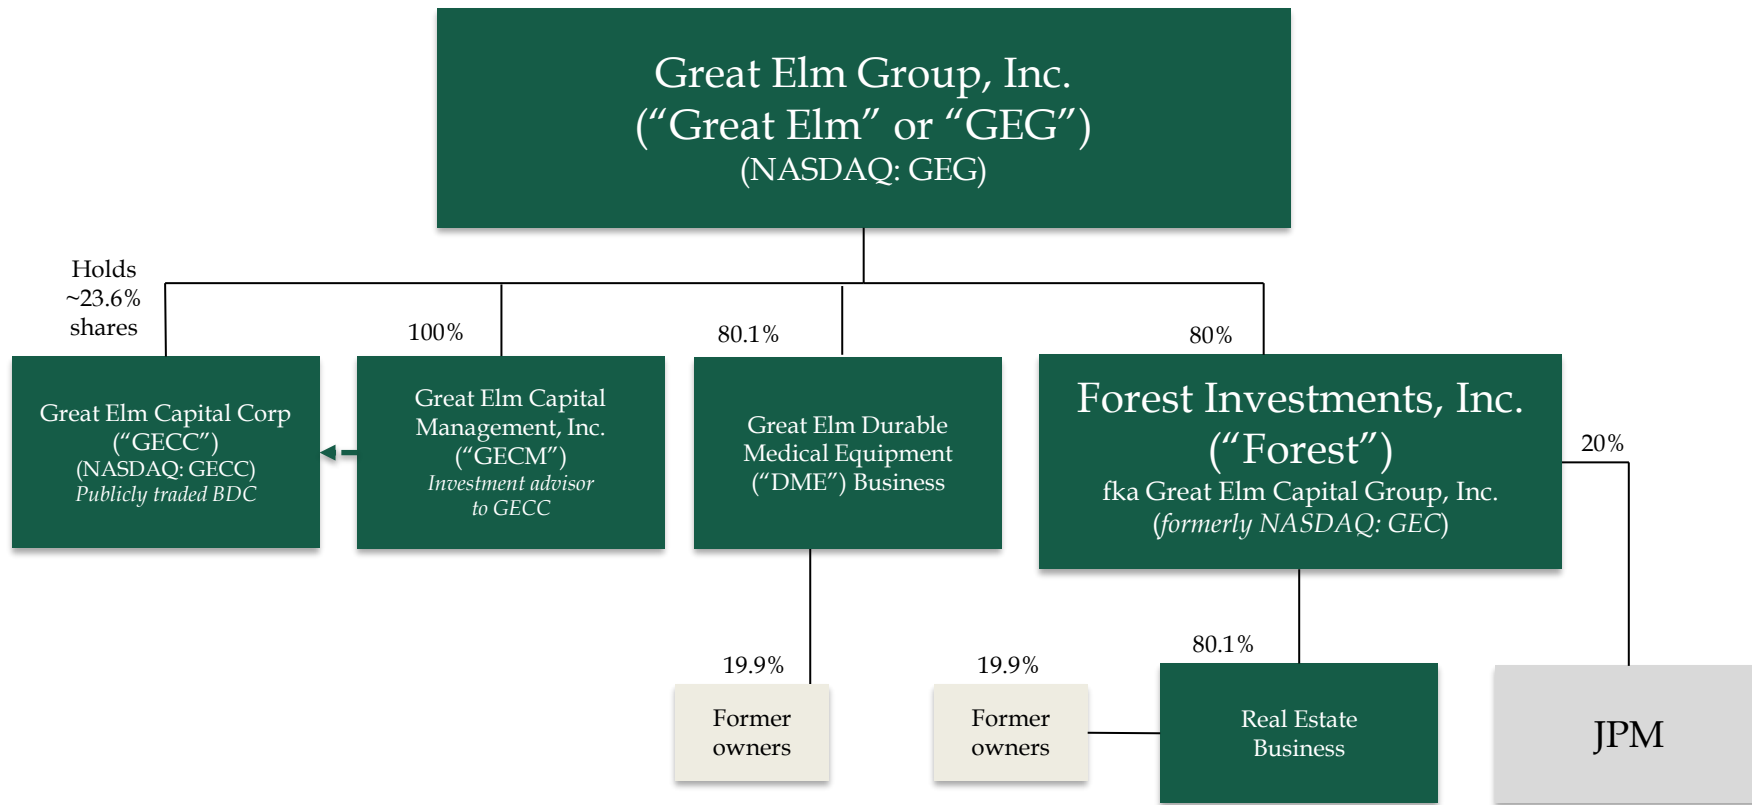 Great Elm Group, Inc.
(“Great Elm” or “GEG”)
(NASDAQ: GEG)
Holds
~23.6%
shares
100%
80.1%
80%
Great Elm Capital Corp
(“GECC”)
(NASDAQ: GECC)
Publicly traded BDC
Great Elm Capital
Management, Inc.
(“GECM”)
Investment advisor
to GECC
Great Elm Durable
Medical Equipment
(“DME”) Business
Forest Investments, Inc.
(“Forest”)
fka Great Elm Capital Group, Inc.
(formerly NASDAQ: GEC)
20%
19.9%
19.9%
80.1%
Former
owners
Former
owners
Real Estate
Business
JPM